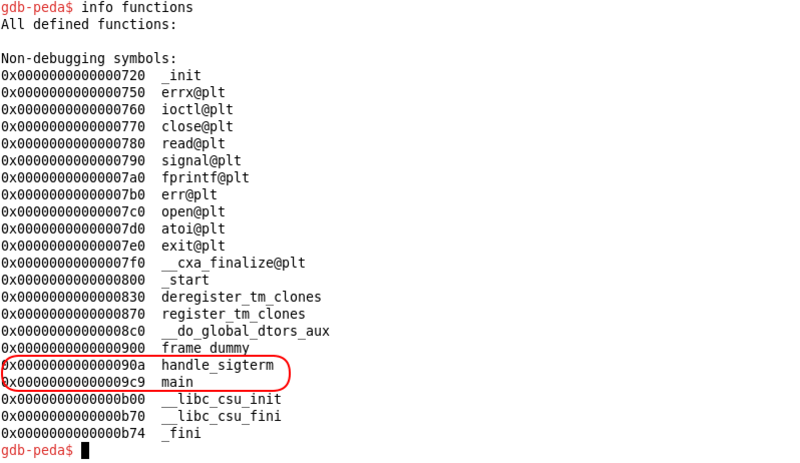 gdb-peda$ info functions
All defined functions:
Non-debugging symbols:
0x0000000000000720  _init
0x0000000000000750  errx@plt
0x0000000000000760  ioctl@plt
0x0000000000000770  close@plt
0x0000000000000780  read@plt
0x0000000000000790  signal@plt
0x00000000000007a0  fprintf@plt
0x00000000000007b0  err@plt
0x00000000000007c0  open@plt
0x00000000000007d0  atoi@plt
0x00000000000007e0  exit@plt
0x00000000000007f0  __cxa_finalize@plt
0x0000000000000800  _start
0x0000000000000830  deregister_tm_clones
0x0000000000000870  register_tm_clones
0x00000000000008c0  __do_global_dtors_aux
0x0000000000000900  frame_dummy
0x000000000000090a  handle_sigterm
0x00000000000009c9  main
0x0000000000000b00  __libc_csu_init
0x0000000000000b70  __libc_csu_fini
0x0000000000000b74  _fini
gdb-peda$